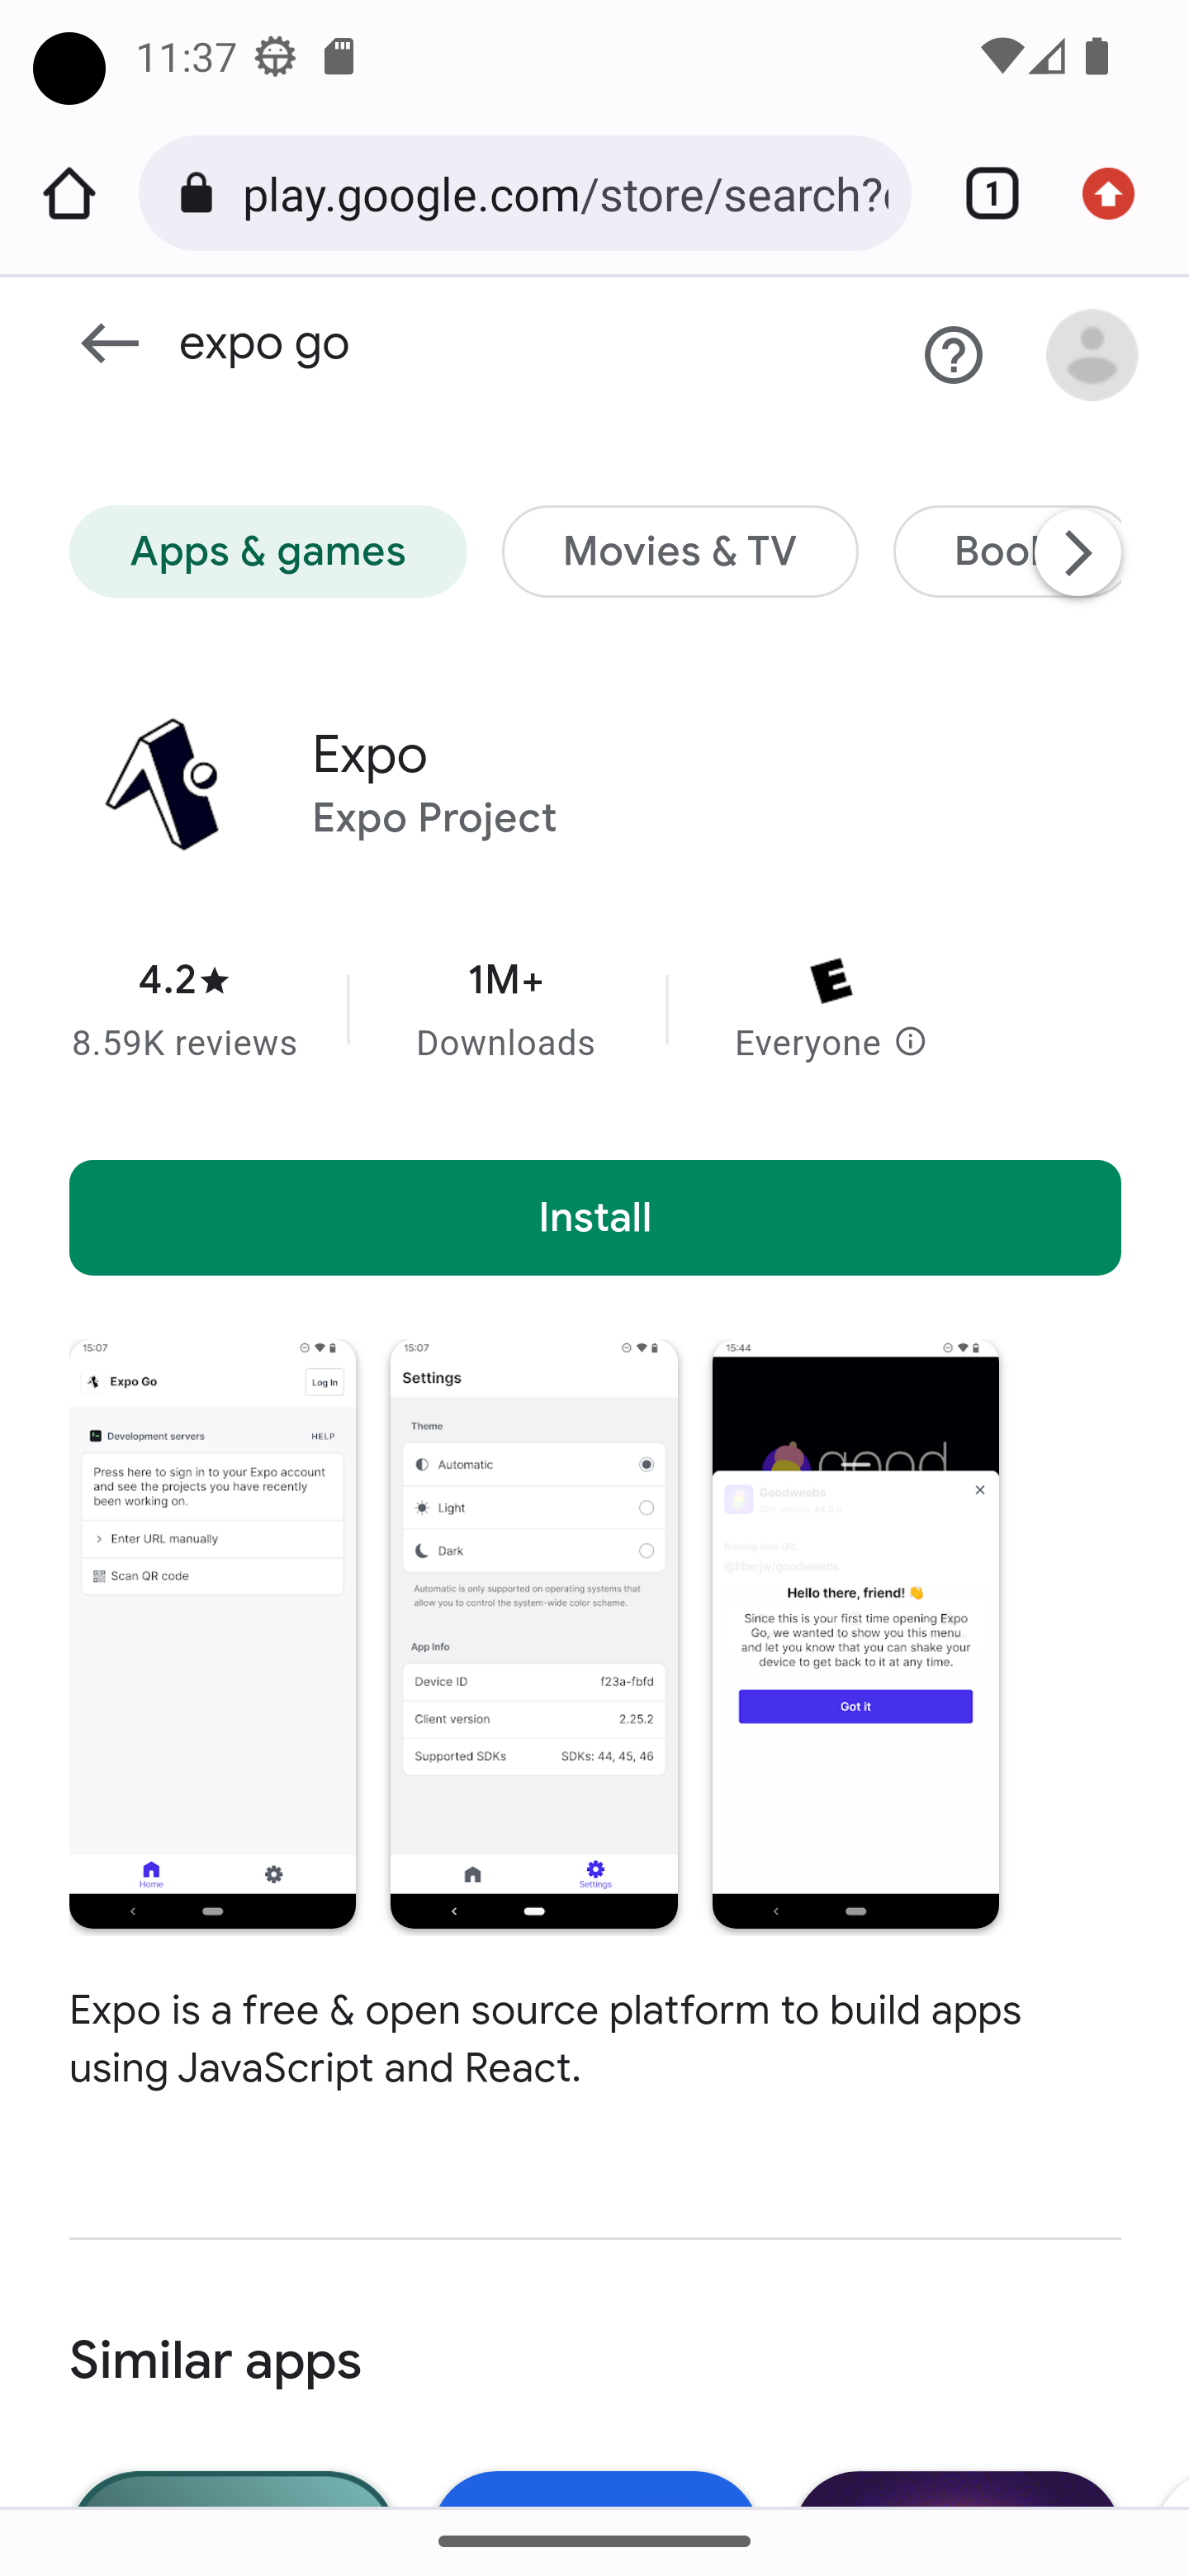 11:37
play.google.com/store/search?
1
expo go
Apps & games
Movies & TV
Expo
Expo Project
4.2★
8.59K reviews
1M+
Downloads
E
Everyone
Install
15:07
Expo Go
Log In
Development servers
HELP
Press here to sign in to your Expo account
and see the projects you have recently
been working on.
Enter URL manually
Scan QR code
Home
15:07
Settings
Theme
Automatic
Light
Dark
Automatic is only supported on operating systems that
allow you to control the system-wide color scheme.
App Info
Device ID f23a-fbfd
Client version 2.25.2
Supported SDKs SDKs: 44, 45, 46
Settings
15:44
good
Goodweebs
SDK version: 44.0.0
Running from URL
@fiberjw/goodweebs
Hello there, friend! 👋
Since this is your first time opening Expo
Go, we wanted to show you this menu
and let you know that you can shake your
device to get back to it at any time.
Got it
Expo is a free & open source platform to build apps
using JavaScript and React.
Similar apps